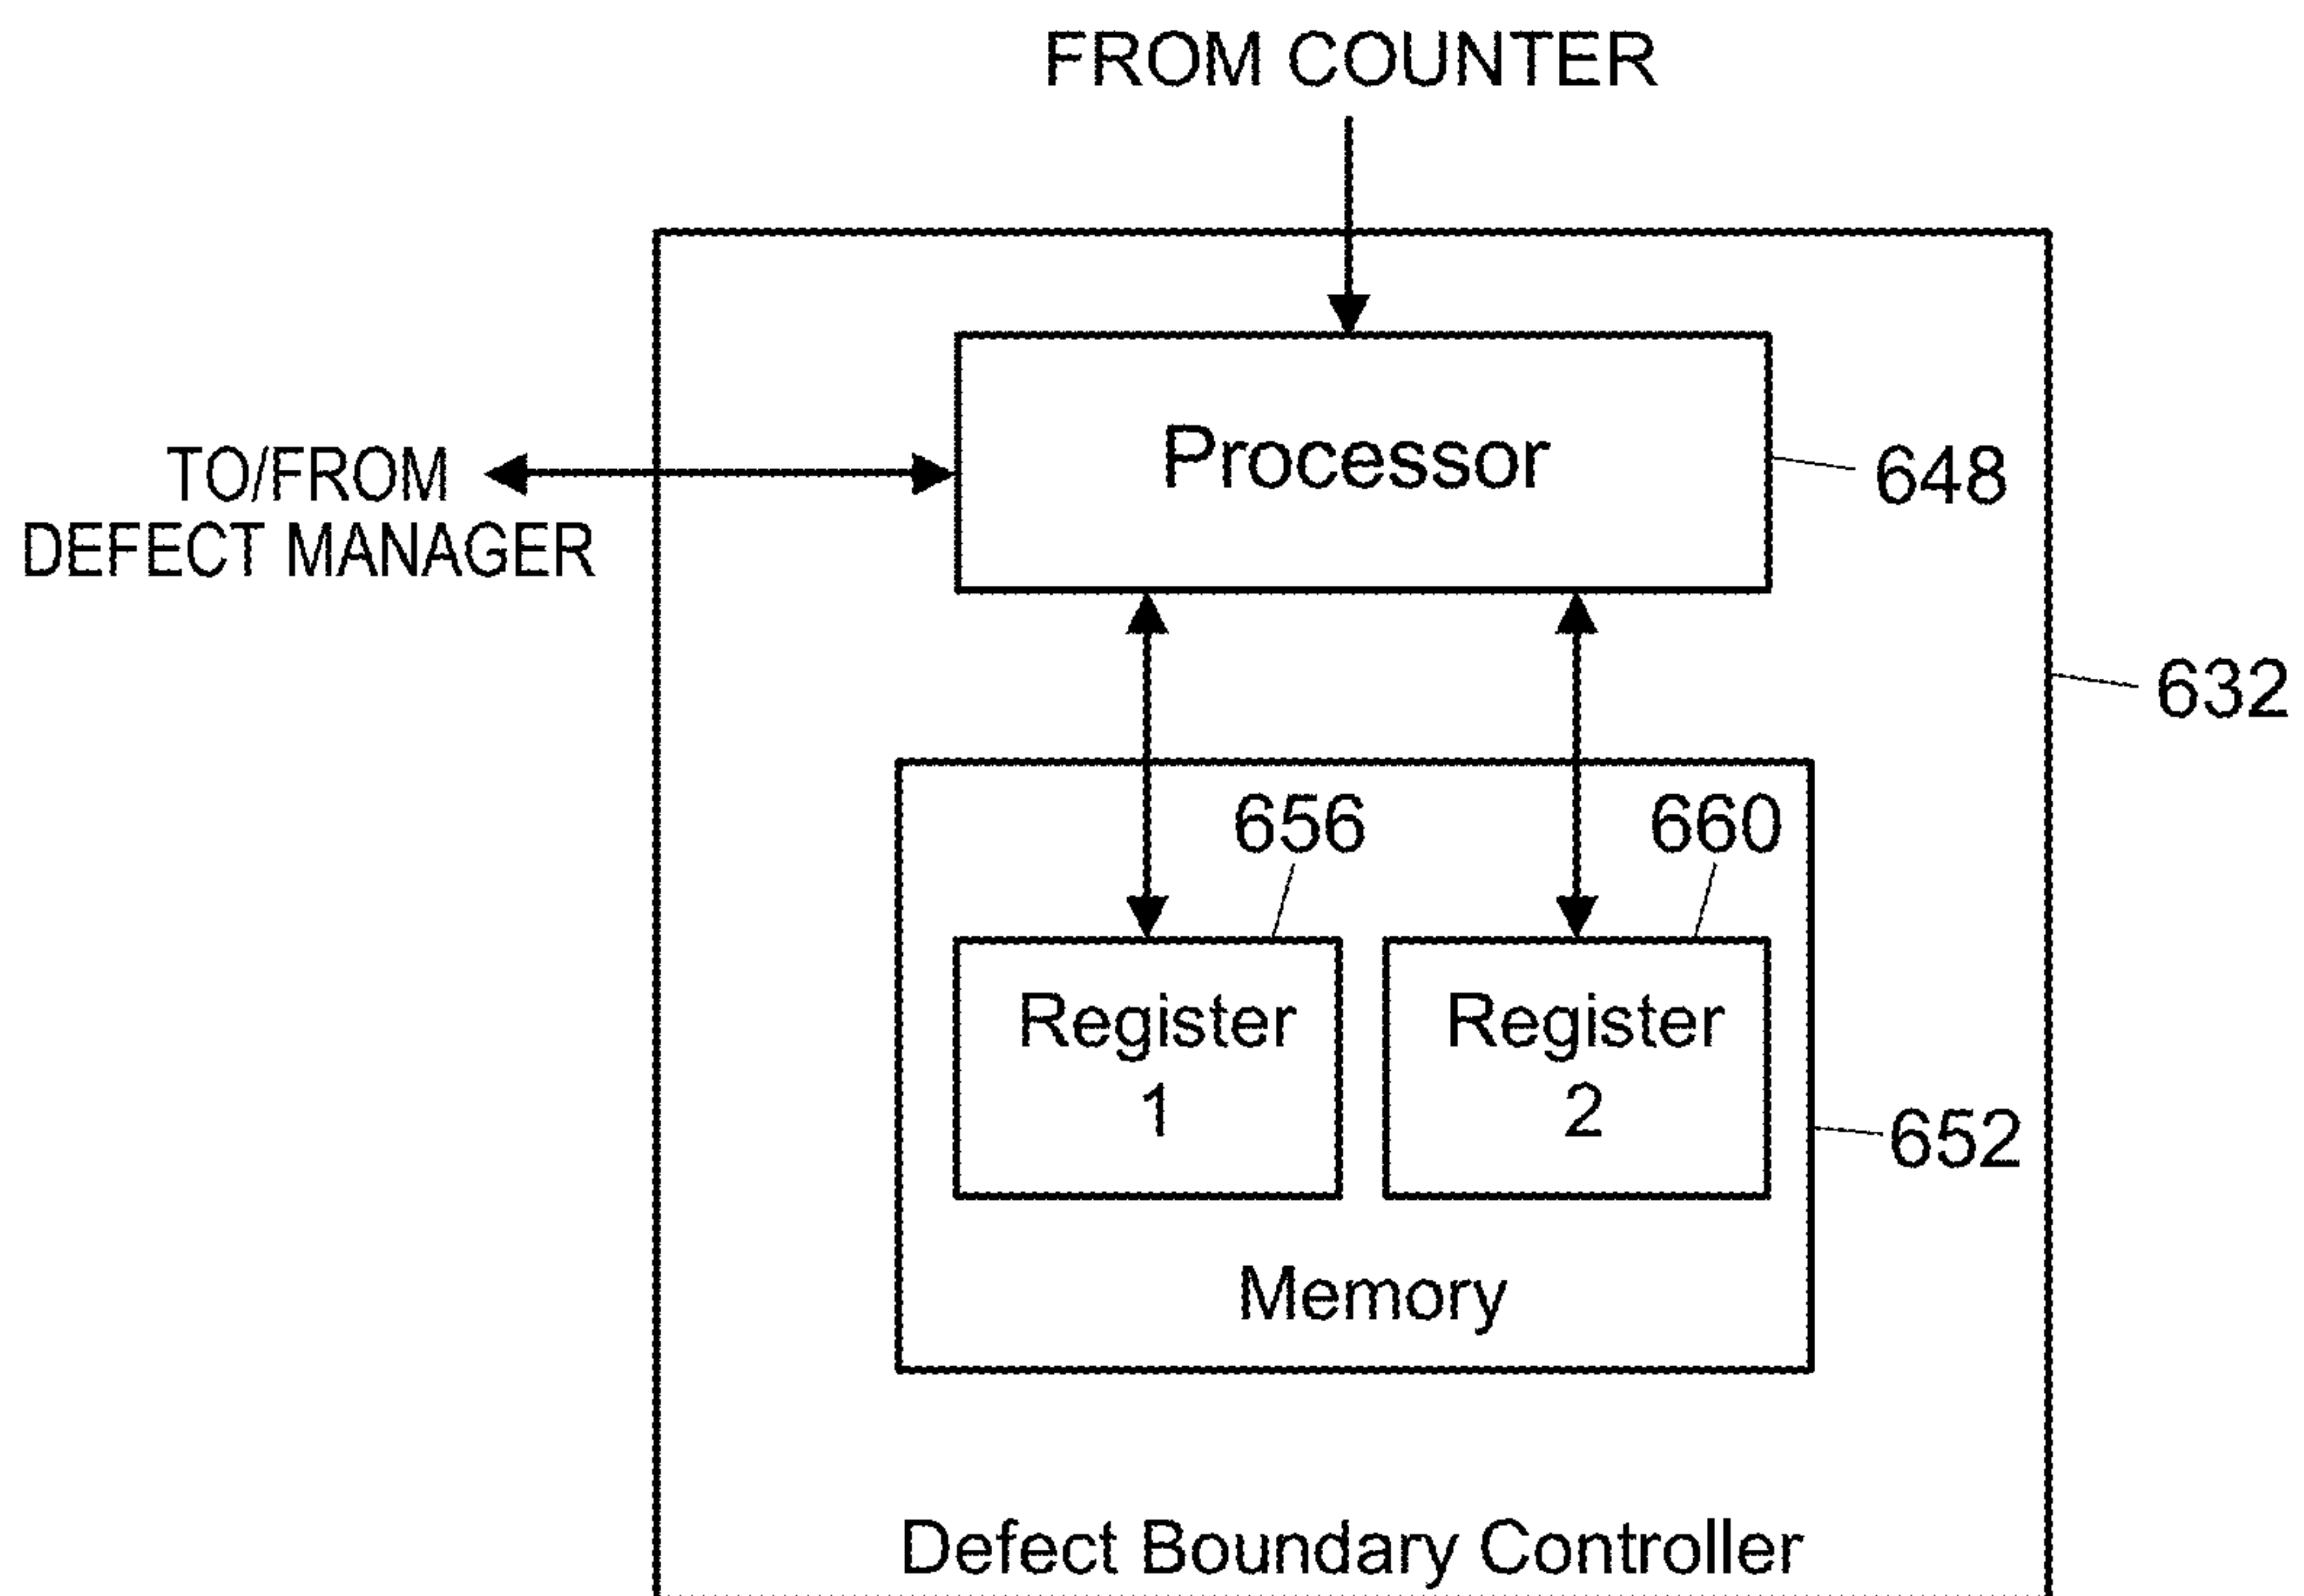 FROM COUNTER
TO/FROM
DEFECT MANAGER
Processor
648
632
656
660
Register
1
Register
2
652
Memory
Defect Boundary Controller